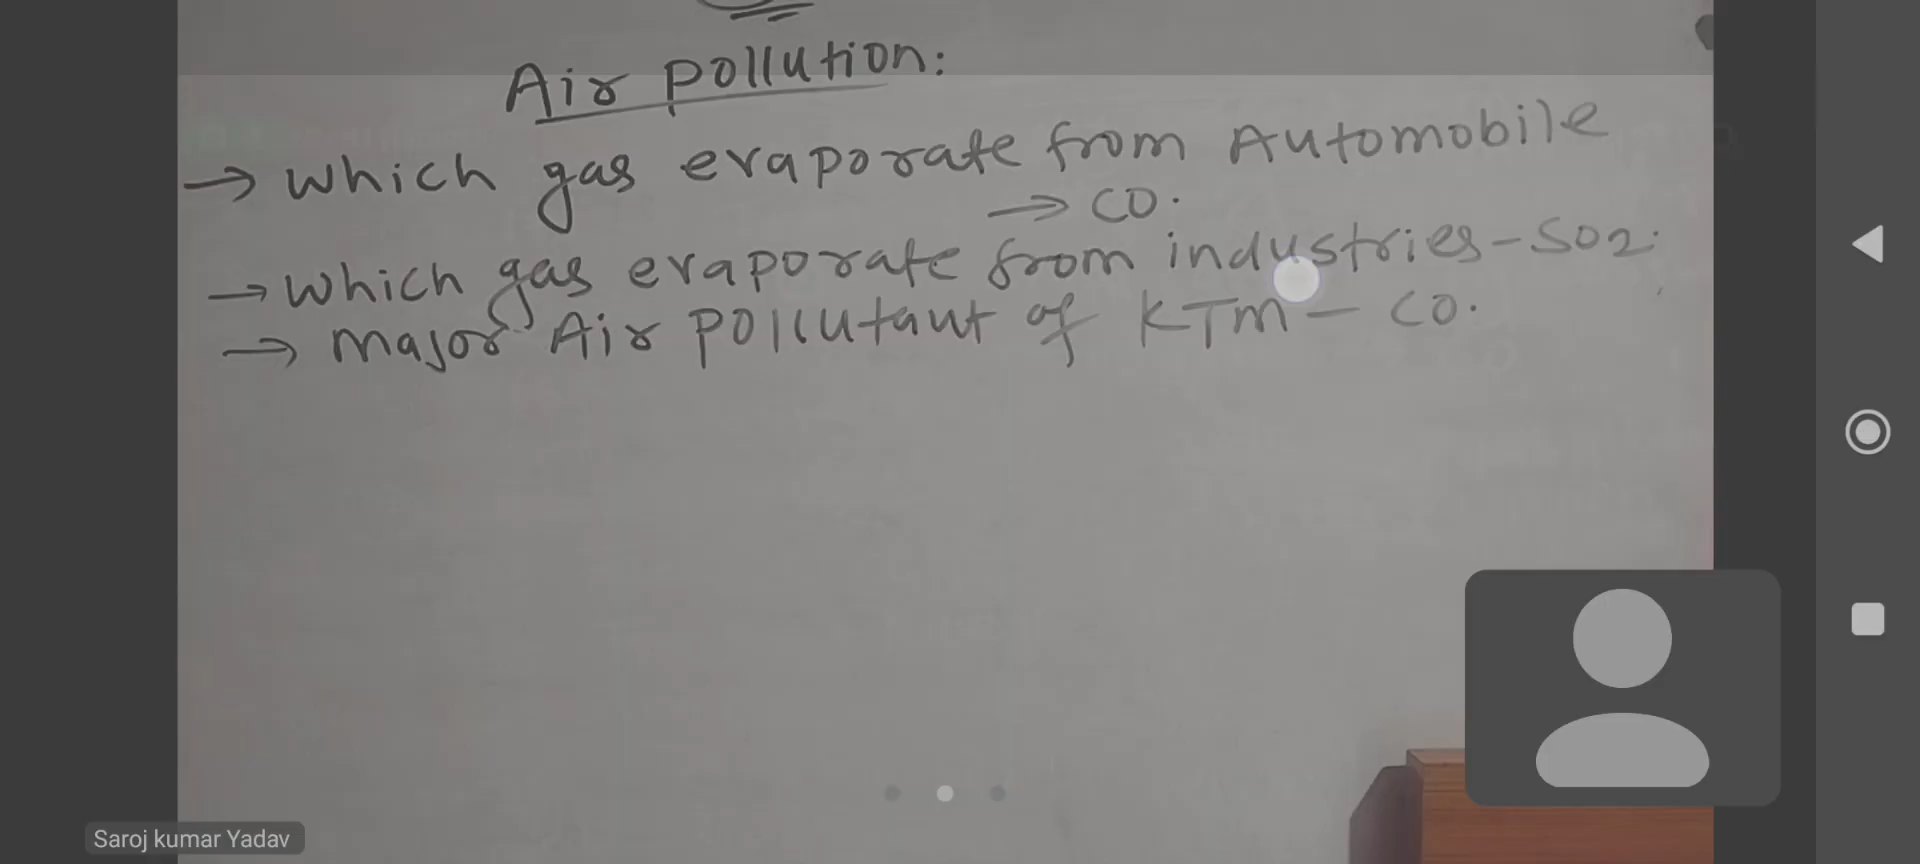 Air pollution:
→ which gas evaporate from Automobile
→ CO.
→ which gas evaporate from industries - SO2.
→ major Air pollutant of KTM - CO.
Saroj kumar Yadav